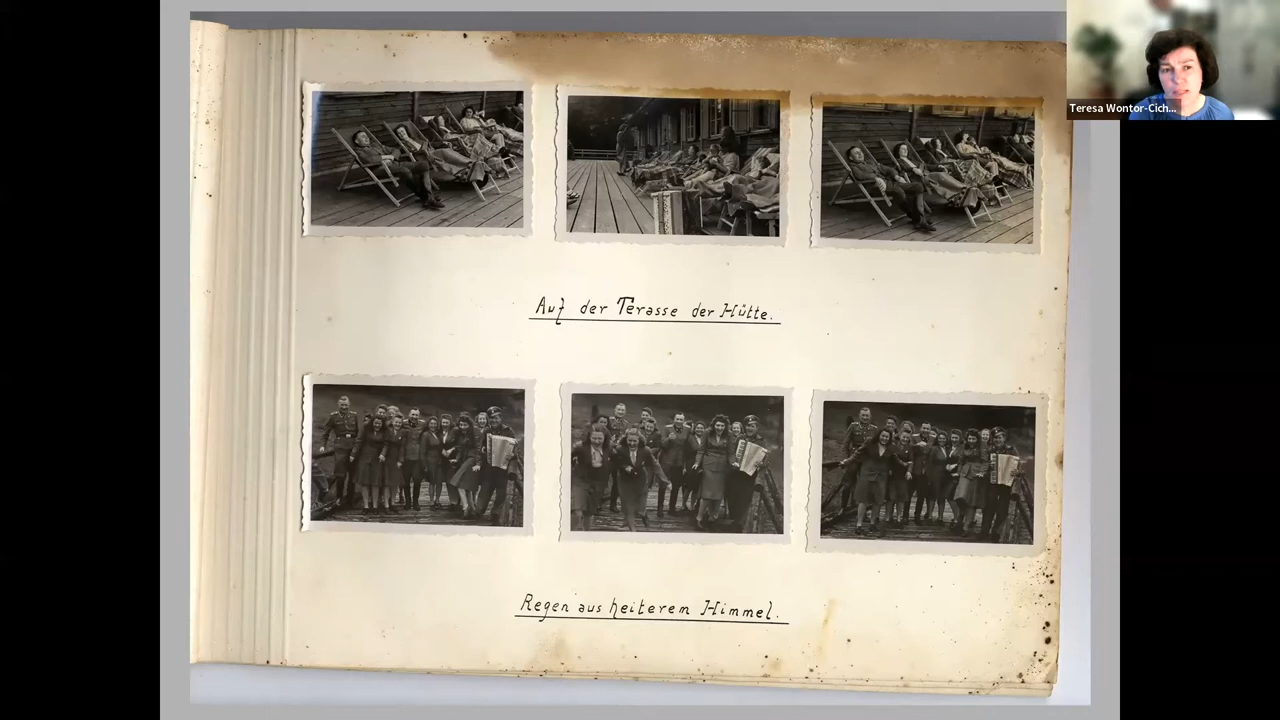 Teresa Wontor-Cich...
Auf der Terasse der Hütte.
Regen aus heiterem Himmel.